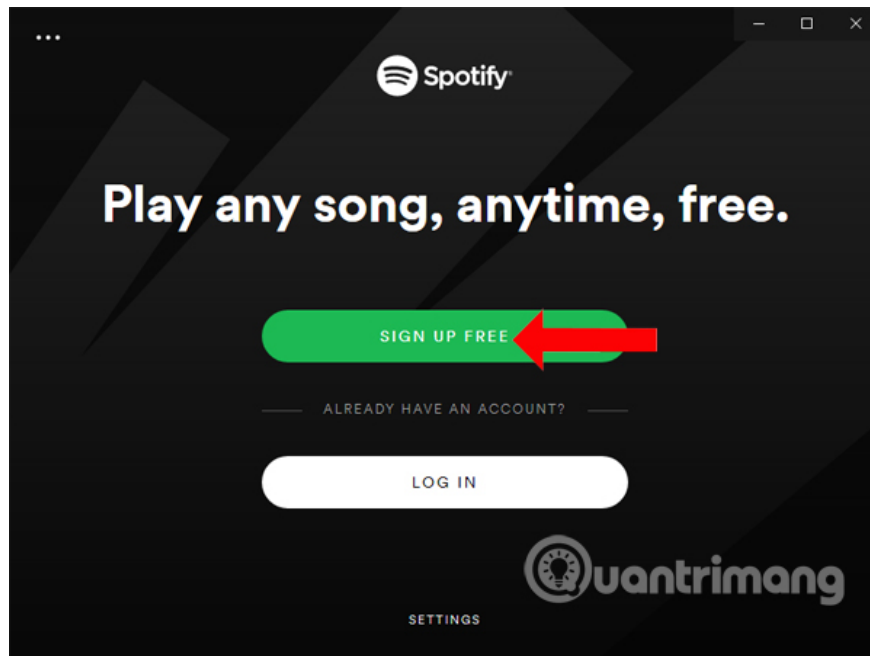 Spotify
Play any song, anytime, free.
SIGN UP FREE
ALREADY HAVE AN ACCOUNT?
LOG IN
Quantrimang
SETTINGS